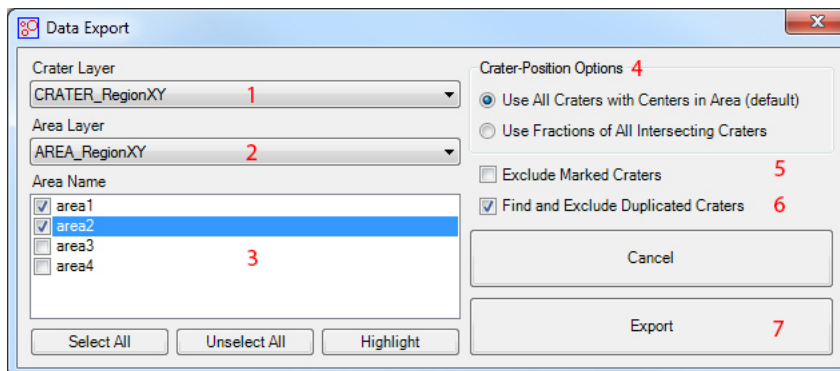 Data Export
Crater Layer
CRATER_RegionXY 1
Area Layer
AREA_RegionXY 2
Area Name
area1
area2
area3
area4
3
Select All
Unselect All
Highlight
Crater-Position Options 4
Use All Craters with Centers in Area (default)
Use Fractions of All Intersecting Craters
Exclude Marked Craters 5
Find and Exclude Duplicated Craters 6
Cancel
Export 7